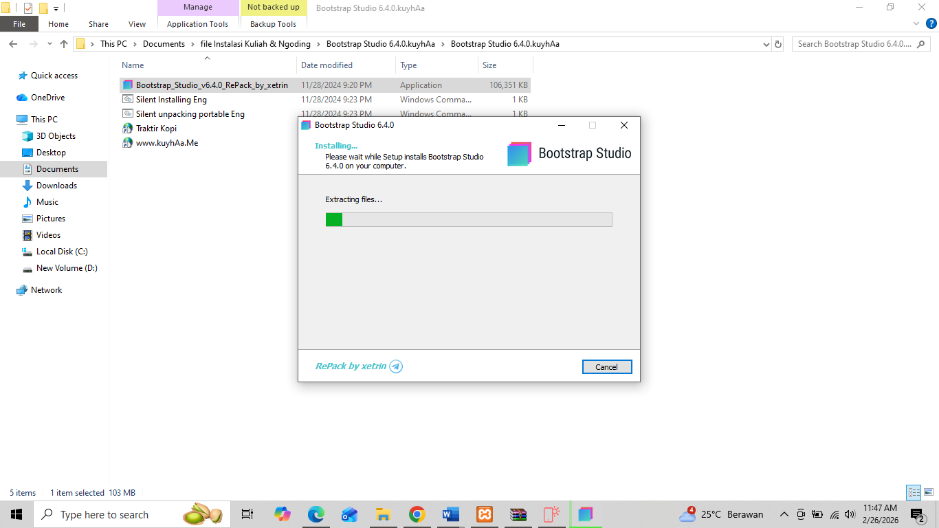 Manage
Not backed up
Bootstrap Studio 6.4.0.kuyhAa
File
Home
Share
View
Application Tools
Backup Tools
This PC
Documents
file Instalasi Kuliah & Ngoding
Bootstrap Studio 6.4.0.kuyhAa
Bootstrap Studio 6.4.0.kuyhAa
Search Bootstrap Studio 6.4.0....
Name
Date modified
Type
Size
Quick access
OneDrive
This PC
3D Objects
Desktop
Documents
Downloads
Music
Pictures
Videos
Local Disk (C:)
New Volume (D:)
Network
Bootstrap_Studio_v6.4.0_RePack_by_xetrin 11/28/2024 9:20 PM Application 106,351 KB
Silent Installing Eng 11/28/2024 9:23 PM Windows Comma... 1 KB
Silent unpacking portable Eng 11/28/2024 9:23 PM Windows Comma... 1 KB
Traktir Kopi
www.kuyhAa.Me
Bootstrap Studio 6.4.0
Installing...
Please wait while Setup installs Bootstrap Studio
6.4.0 on your computer.
Bootstrap Studio
Extracting files...
RePack by xetrin
Cancel
5 items 1 item selected 103 MB
Type here to search
4
25°C Berawan
11:47 AM
2/26/2026
2